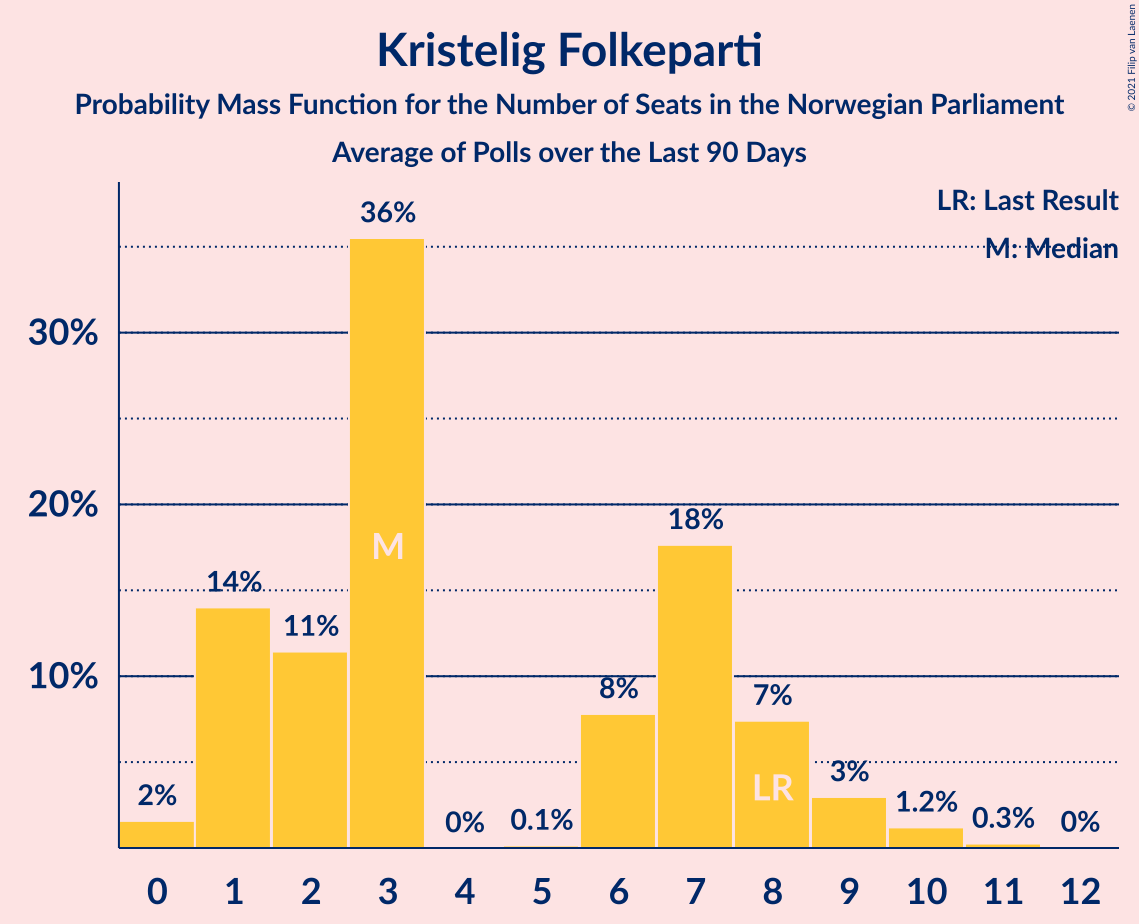 Kristelig Folkeparti
Probability Mass Function for the Number of Seats in the Norwegian Parliament
Average of Polls over the Last 90 Days
© 2021 Filip van Laenen
LR: Last Result
M: Median
36%
30%
20%
18%
M
14%
11%
10%
8%
7%
LR
3%
2%
1.2%
0%
0.1%
0.3%
0%
0 1 2 3 4 5 6 7 8 9 10 11 12